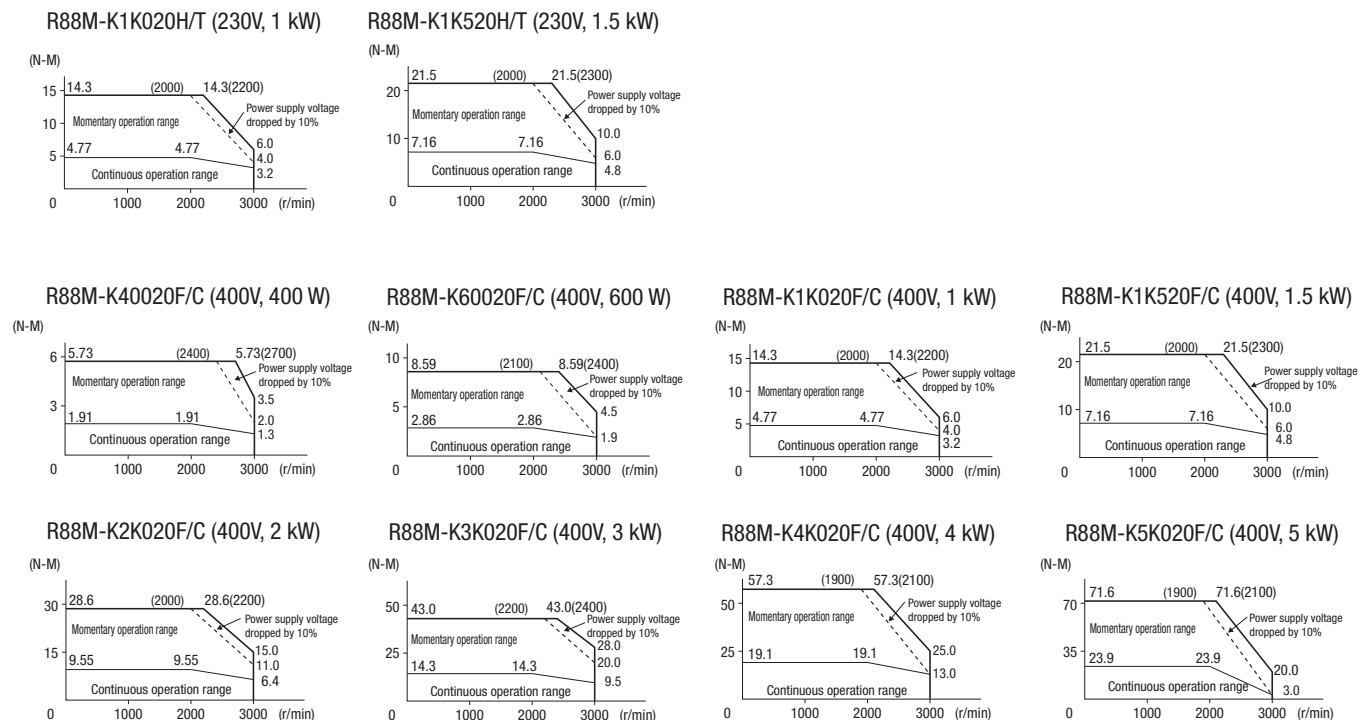 R88M-K1K020H/T (230V, 1 kW)
(N-M)
15
10
5
0
14.3
(2000)
14.3(2200)
Power supply voltage
dropped by 10%
Momentary operation range
6.0
4.77
4.77
4.0
3.2
Continuous operation range
1000
2000
3000
(r/min)
R88M-K1K520H/T (230V, 1.5 kW)
20
10
0
21.5
(2000)
21.5(2300)
Power supply voltage
dropped by 10%
Momentary operation range
10.0
7.16
7.16
6.0
4.8
Continuous operation range
1000
2000
3000
(r/min)
R88M-K40020F/C (400V, 400 W)
(N-M)
6
3
0
5.73
(2400)
5.73(2700)
Power supply voltage
dropped by 10%
Momentary operation range
3.5
1.91
1.91
2.0
1.3
Continuous operation range
1000
2000
3000
(r/min)
R88M-K60020F/C (400V, 600 W)
(N-M)
10
5
0
8.59
(2100)
8.59(2400)
Power supply voltage
dropped by 10%
Momentary operation range
4.5
2.86
2.86
1.9
Continuous operation range
1000
2000
3000
(r/min)
R88M-K1K020F/C (400V, 1 kW)
(N-M)
15
10
5
0
14.3
(2000)
14.3(2200)
Power supply voltage
dropped by 10%
Momentary operation range
6.0
4.77
4.77
4.0
3.2
Continuous operation range
1000
2000
3000
(r/min)
R88M-K1K520F/C (400V, 1.5 kW)
(N-M)
20
10
0
21.5
(2000)
21.5(2300)
Power supply voltage
dropped by 10%
Momentary operation range
10.0
7.16
7.16
6.0
4.8
Continuous operation range
1000
2000
3000
(r/min)
R88M-K2K020F/C (400V, 2 kW)
(N-M)
30
15
0
28.6
(2000)
28.6(2200)
Power supply voltage
dropped by 10%
Momentary operation range
15.0
11.0
9.55
9.55
6.4
Continuous operation range
1000
2000
3000
(r/min)
R88M-K3K020F/C (400V, 3 kW)
(N-M)
50
25
0
43.0
(2200)
43.0(2400)
Power supply voltage
dropped by 10%
Momentary operation range
28.0
20.0
14.3
14.3
9.5
Continuous operation range
1000
2000
3000
(r/min)
R88M-K4K020F/C (400V, 4 kW)
(N-M)
50
25
0
57.3
(1900)
57.3(2100)
Power supply voltage
dropped by 10%
Momentary operation range
25.0
19.1
19.1
13.0
Continuous operation range
1000
2000
3000
(r/min)
R88M-K5K020F/C (400V, 5 kW)
(N-M)
70
35
0
71.6
(1900)
71.6(2100)
Power supply voltage
dropped by 10%
Momentary operation range
23.9
23.9
20.0
3.0
Continuous operation range
1000
2000
3000
(r/min)